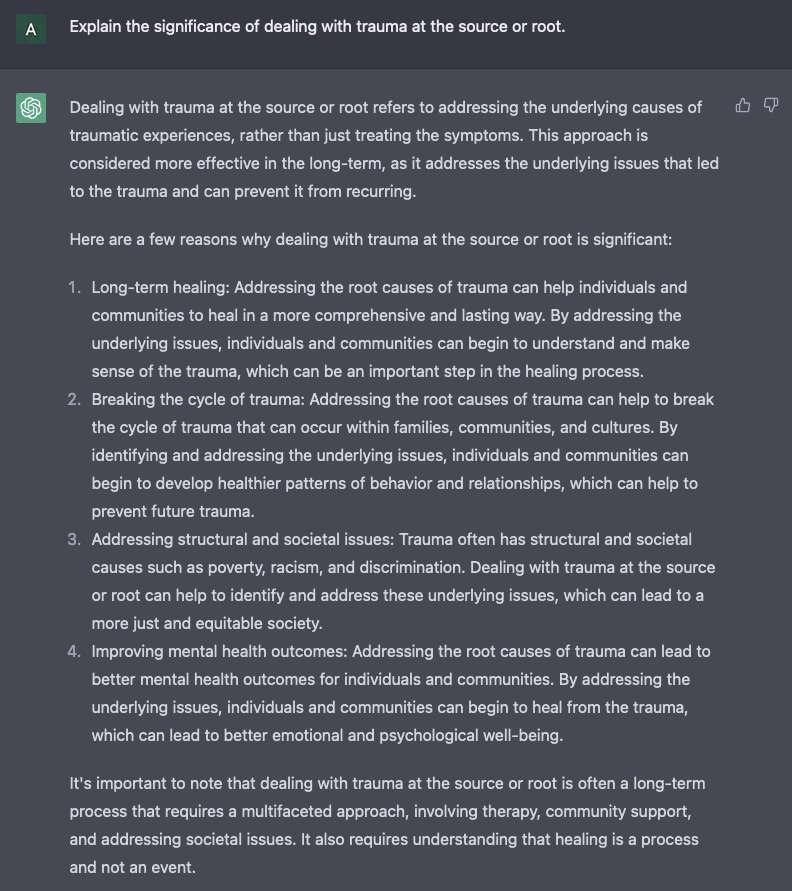 A
Explain the significance of dealing with trauma at the source or root.
Dealing with trauma at the source or root refers to addressing the underlying causes of
traumatic experiences, rather than just treating the symptoms. This approach is
considered more effective in the long-term, as it addresses the underlying issues that led
to the trauma and can prevent it from recurring.
Here are a few reasons why dealing with trauma at the source or root is significant:
1. Long-term healing: Addressing the root causes of trauma can help individuals and
communities to heal in a more comprehensive and lasting way. By addressing the
underlying issues, individuals and communities can begin to understand and make
sense of the trauma, which can be an important step in the healing process.
2. Breaking the cycle of trauma: Addressing the root causes of trauma can help to break
the cycle of trauma that can occur within families, communities, and cultures. By
identifying and addressing the underlying issues, individuals and communities can
begin to develop healthier patterns of behavior and relationships, which can help to
prevent future trauma.
3. Addressing structural and societal issues: Trauma often has structural and societal
causes such as poverty, racism, and discrimination. Dealing with trauma at the source
or root can help to identify and address these underlying issues, which can lead to a
more just and equitable society.
4. Improving mental health outcomes: Addressing the root causes of trauma can lead to
better mental health outcomes for individuals and communities. By addressing the
underlying issues, individuals and communities can begin to heal from the trauma,
which can lead to better emotional and psychological well-being.
It's important to note that dealing with trauma at the source or root is often a long-term
process that requires a multifaceted approach, involving therapy, community support,
and addressing societal issues. It also requires understanding that healing is a process
and not an event.